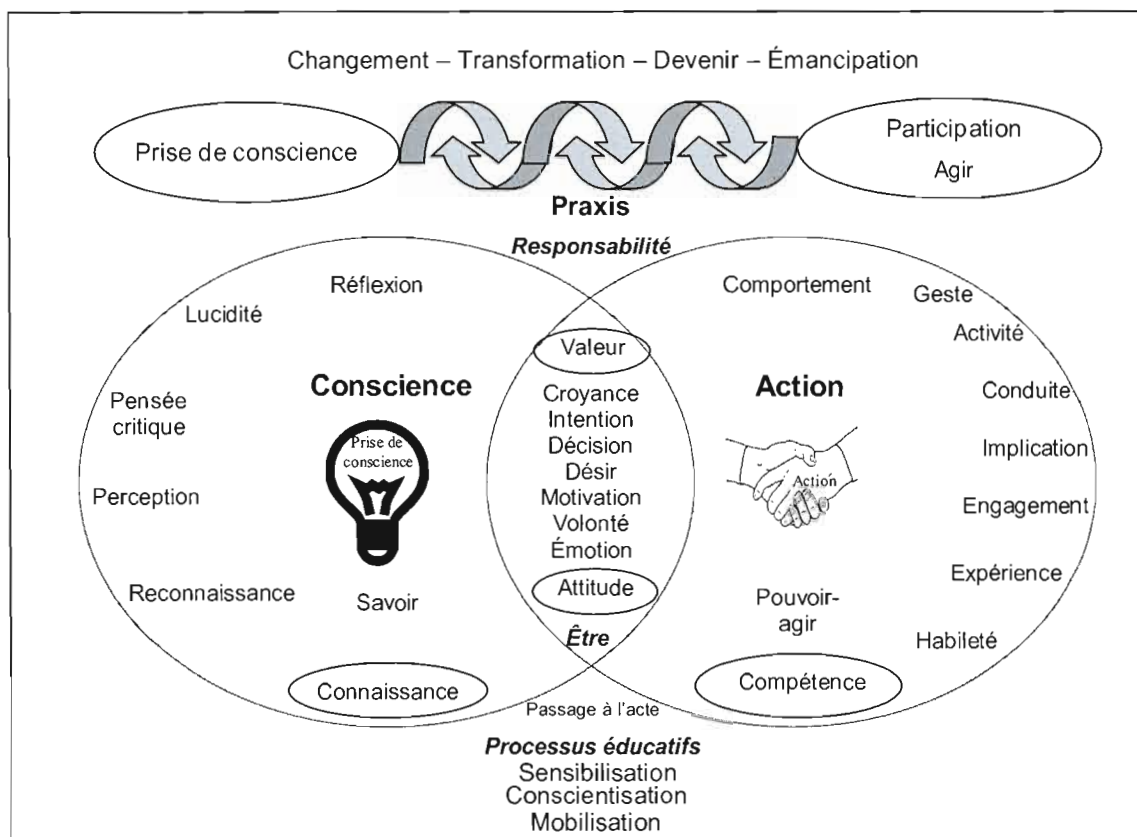 Changement – Transformation – Devenir – Émancipation
Prise de conscience
Participation
Agir
Praxis
Responsabilité
Réflexion
Lucidité
Conscience
Pensée
critique
Prise de
conscience
Perception
Reconnaissance
Savoir
Connaissance
Valeur
Croyance
Intention
Décision
Désir
Motivation
Volonté
Émotion
Attitude
Être
Comportement
Geste
Activité
Action
Conduite
Implication
Action
Engagement
Expérience
Pouvoir-
agir
Habileté
Compétence
Passage à l'acte
Processus éducatifs
Sensibilisation
Conscientisation
Mobilisation